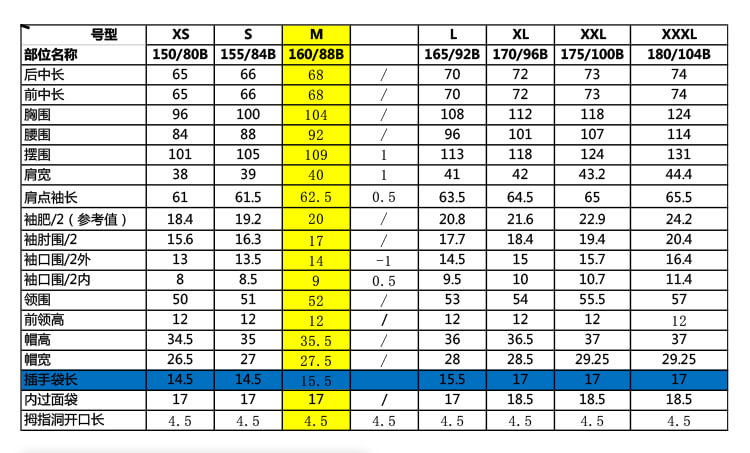 号型 XS S M L XL XXL XXXL
部位名称 150/80B 155/84B 160/88B 165/92B 170/96B 175/100B 180/104B
后中长 65 66 68 / 70 72 73 74
前中长 65 66 68 / 70 72 73 74
胸围 96 100 104 / 108 112 118 124
腰围 84 88 92 / 96 101 107 114
摆围 101 105 109 1 113 118 124 131
肩宽 38 39 40 1 41 42 43.2 44.4
肩点袖长 61 61.5 62.5 0.5 63.5 64.5 65 65.5
袖肥/2（参考值） 18.4 19.2 20 / 20.8 21.6 22.9 24.2
袖肘围/2 15.6 16.3 17 / 17.7 18.4 19.4 20.4
袖口围/2外 13 13.5 14 -1 14.5 15 15.7 16.4
袖口围/2内 8 8.5 9 0.5 9.5 10 10.7 11.4
领围 50 51 52 / 53 54 55.5 57
前领高 12 12 12 / 12 12 12 12
帽高 34.5 35 35.5 / 36 36.5 37 37
帽宽 26.5 27 27.5 / 28 28.5 29.25 29.25
插手袋长 14.5 14.5 15.5 15.5 17 17 17
内过面袋 17 17 17 / 17 18.5 18.5 18.5
拇指洞开口长 4.5 4.5 4.5 4.5 4.5 4.5 4.5 4.5